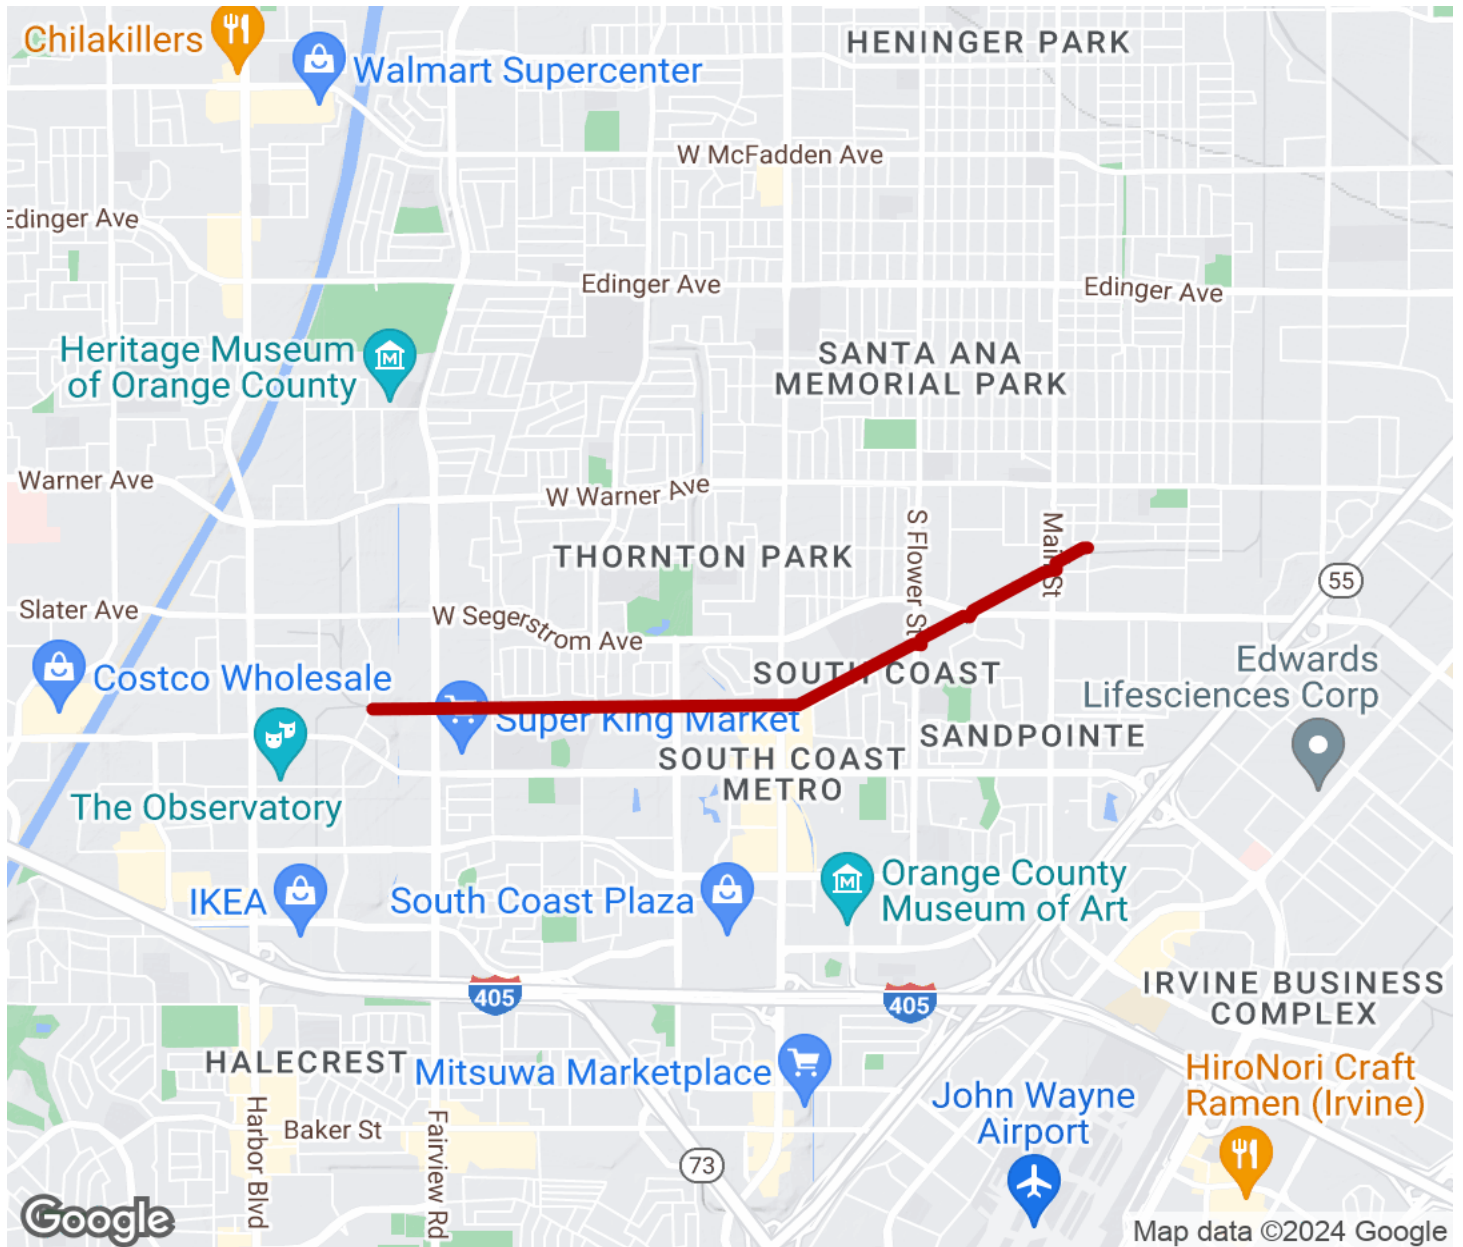 Chilakillers
HENINGER PARK
Walmart Supercenter
W McFadden Ave
Edinger Ave
Edinger Ave
Edinger Ave
Heritage Museum
of Orange County
SANTA ANA
MEMORIAL PARK
Warner Ave
W Warner Ave
S Flower St
Main St
THORNTON PARK
55
Slater Ave
W Segerstrom Ave
Costco Wholesale
SOUTH COAST
Edwards
Lifesciences Corp
Super King Market
SANDPOINTE
SOUTH COAST
METRO
The Observatory
IKEA
South Coast Plaza
Orange County
Museum of Art
405
405
IRVINE BUSINESS
COMPLEX
HALECREST
Mitsuwa Marketplace
HiroNori Craft
Ramen (Irvine)
John Wayne
Airport
Harbor Blvd
Baker St
Fairview Rd
73
Google
Map data ©2024 Google